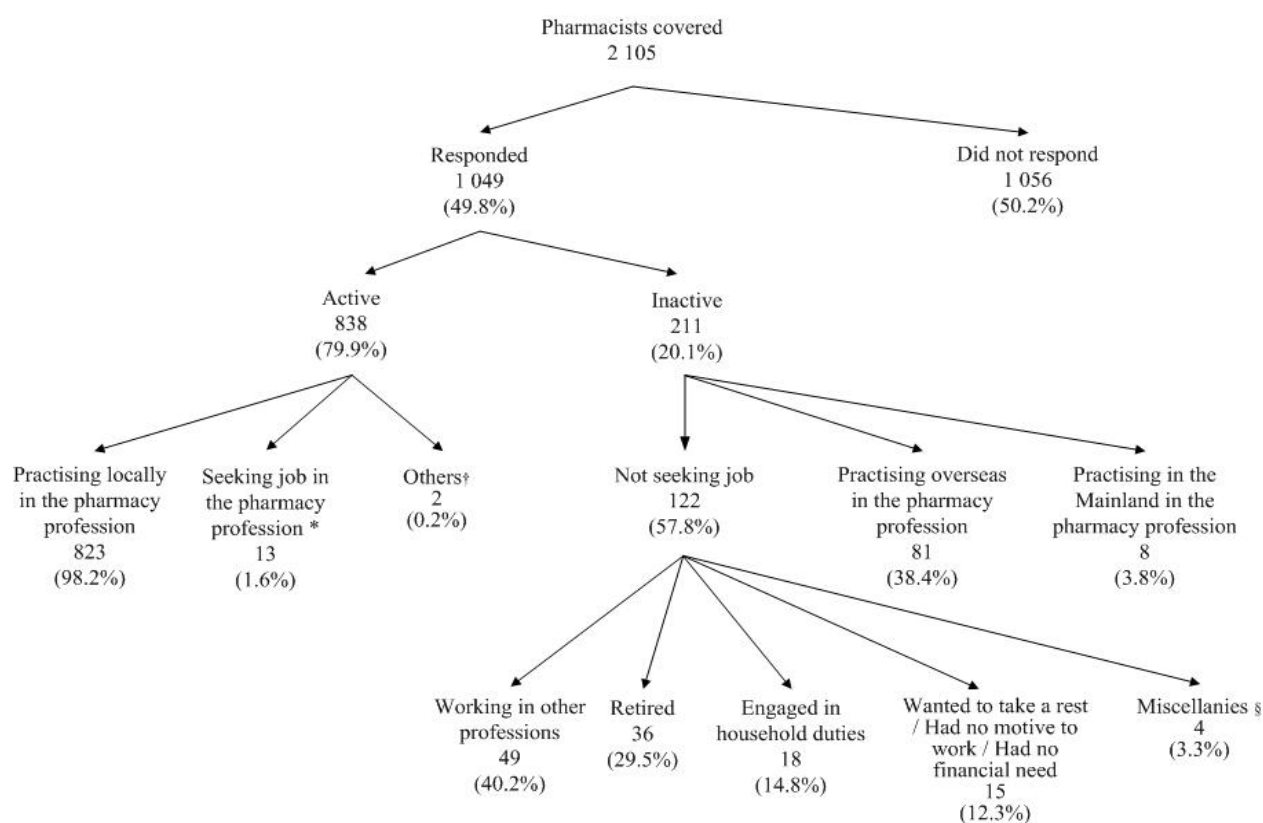 Pharmacists covered
2 105
Responded
1 049
(49.8%)
Did not respond
1 056
(50.2%)
Active
838
(79.9%)
Inactive
211
(20.1%)
Practising locally
in the pharmacy
profession
823
(98.2%)
Seeking job in
the pharmacy
profession *
13
(1.6%)
Others†
2
(0.2%)
Not seeking job
122
(57.8%)
Practising overseas
in the pharmacy
profession
81
(38.4%)
Practising in the
Mainland in the
pharmacy profession
8
(3.8%)
Working in other
professions
49
(40.2%)
Retired
36
(29.5%)
Engaged in
household duties
18
(14.8%)
Wanted to take a rest
/ Had no motive to
work / Had no
financial need
15
(12.3%)
Miscellanies §
4
(3.3%)